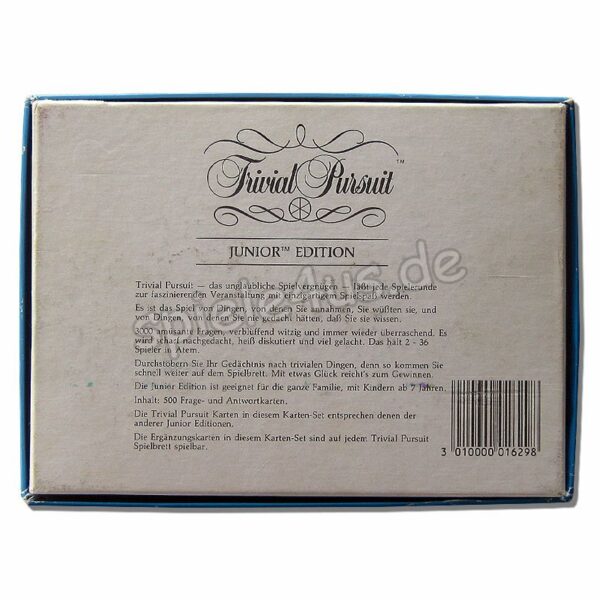 Trivial Pursuit™
JUNIOR™ EDITION
Trivial Pursuit — das unglaubliche Spielvergnügen — läßt jede Spielerunde
zur faszinierenden Veranstaltung mit einzigartigem Spielspaß werden.
Es ist das Spiel von Dingen, von denen Sie annahmen, Sie wüßten sie, und
von Dingen, von denen Sie nie gedacht hätten, daß Sie sie wissen.
3000 amüsante Fragen, verblüffend witzig und immer wieder überraschend. Es
wird scharf nachgedacht, heiß diskutiert und viel gelacht. Das hält 2 - 36
Spieler in Atem.
Durchstöbern Sie Ihr Gedächtnis nach trivialen Dingen, denn so kommen Sie
schnell weiter auf dem Spielbrett. Mit etwas Glück reicht's zum Gewinnen.
Die Junior Edition ist geeignet für die ganze Familie, mit Kindern ab 7 Jahren.
Inhalt: 500 Frage- und Antwortkarten.
Die Trivial Pursuit Karten in diesem Karten-Set entsprechen denen der
anderer Junior Editionen.
Die Ergänzungskarten in diesem Karten-Set sind auf jedem Trivial Pursuit
Spielbrett spielbar.
3 010000 016298
spiele4us.de